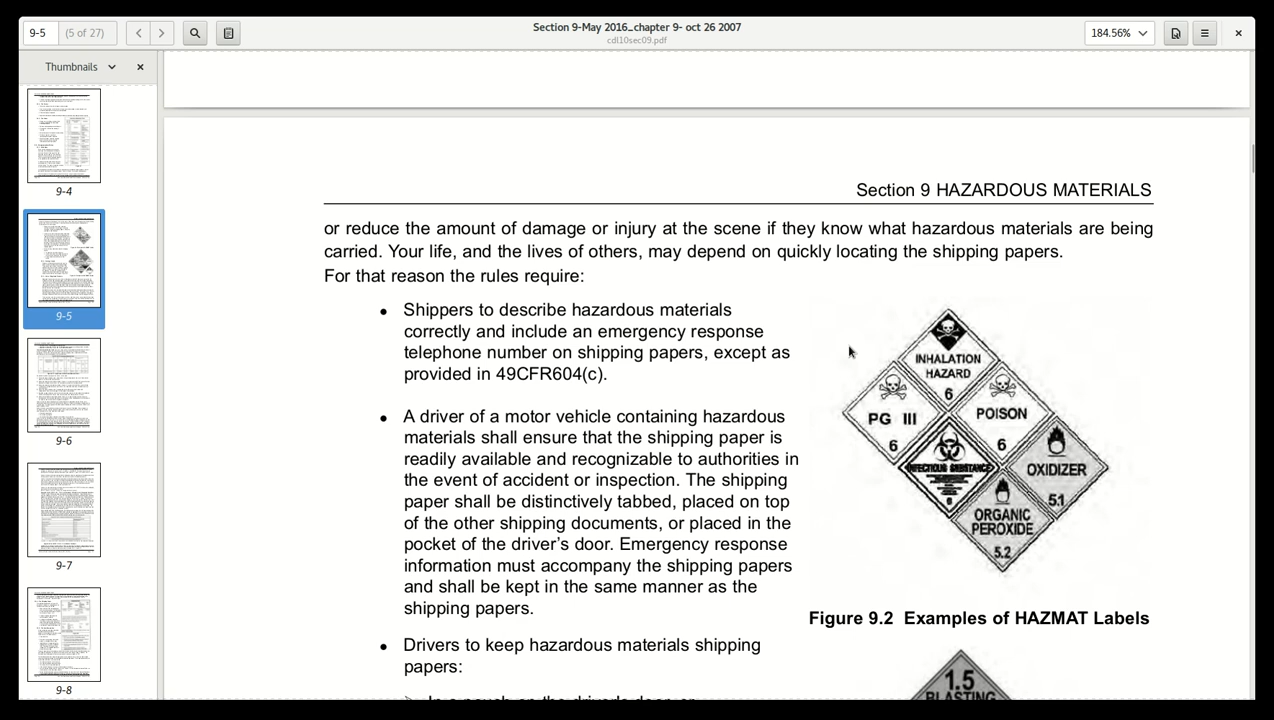 9-5 (5 of 27)
Section 9-May 2016_chapter 9- oct 26 2007
cdl10sec09.pdf
184.56%
Thumbnails
9-4
9-5
9-6
9-7
9-8
Section 9 HAZARDOUS MATERIALS
or reduce the amount of damage or injury at the scene if they know what hazardous materials are being
carried. Your life, and the lives of others, may depend on quickly locating the shipping papers.
For that reason the rules require:
• Shippers to describe hazardous materials
correctly and include an emergency response
telephone number on shipping papers, except as
provided in 49CFR604(c).
• A driver of a motor vehicle containing hazardous
materials shall ensure that the shipping paper is
readily available and recognizable to authorities in
the event of accident or inspection. The shipping
paper shall be distinctively tabbed, placed on top
of the other shipping documents, or placed in the
pocket of the driver's door. Emergency response
information must accompany the shipping papers
and shall be kept in the same manner as the
shipping papers.
• Drivers to keep hazardous materials shipping
papers:
INHALATION
HAZARD
6
PG III
6
POISON
6
INFECTIOUS SUBSTANCE
6
OXIDIZER
5.1
ORGANIC
PEROXIDE
5.2
Figure 9.2 Examples of HAZMAT Labels
1.5
BLASTING